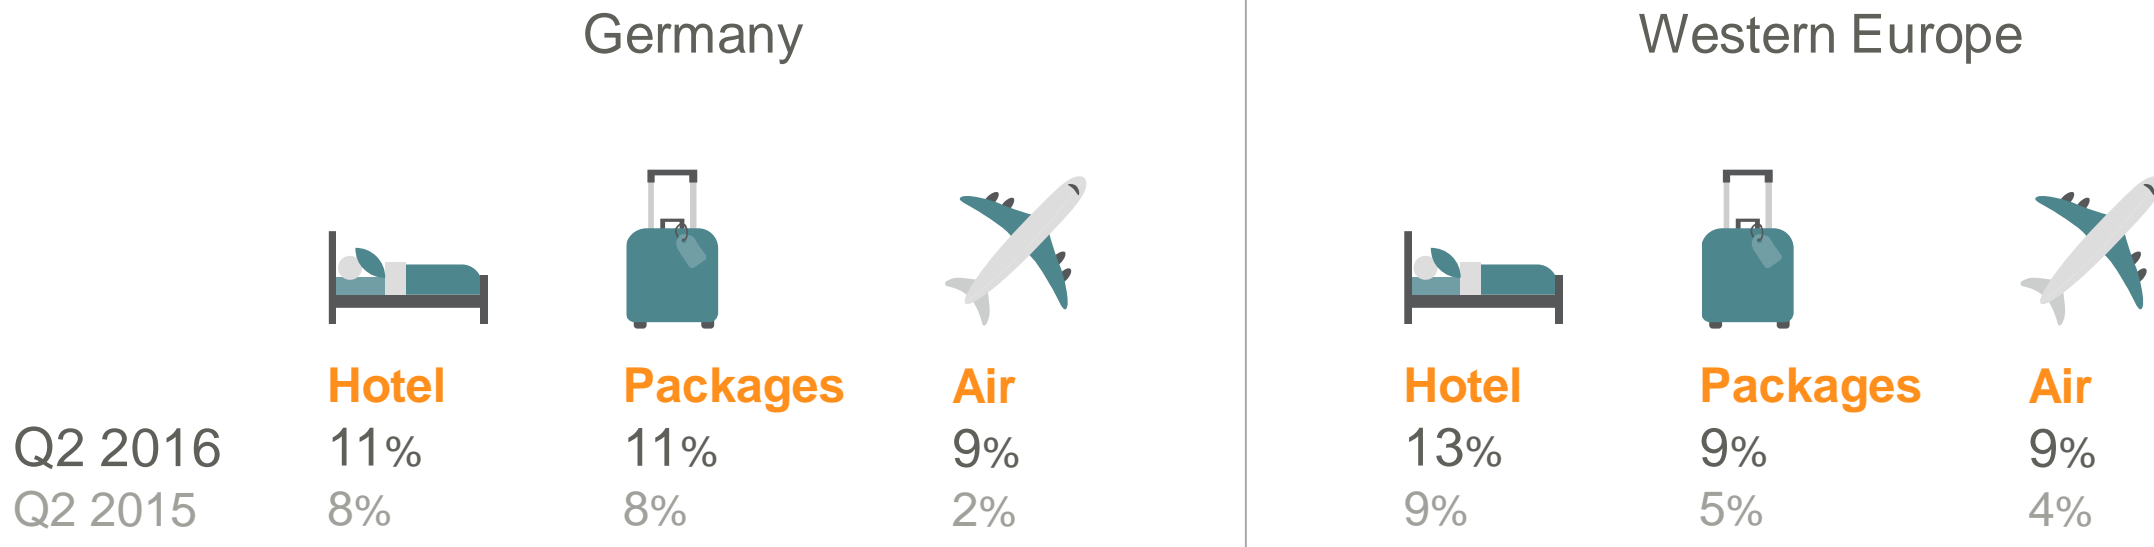 Germany
Western Europe
Hotel Packages Air
Hotel Packages Air
Q2 2016 11% 11% 9%
13% 9% 9%
Q2 2015 8% 8% 2%
9% 5% 4%